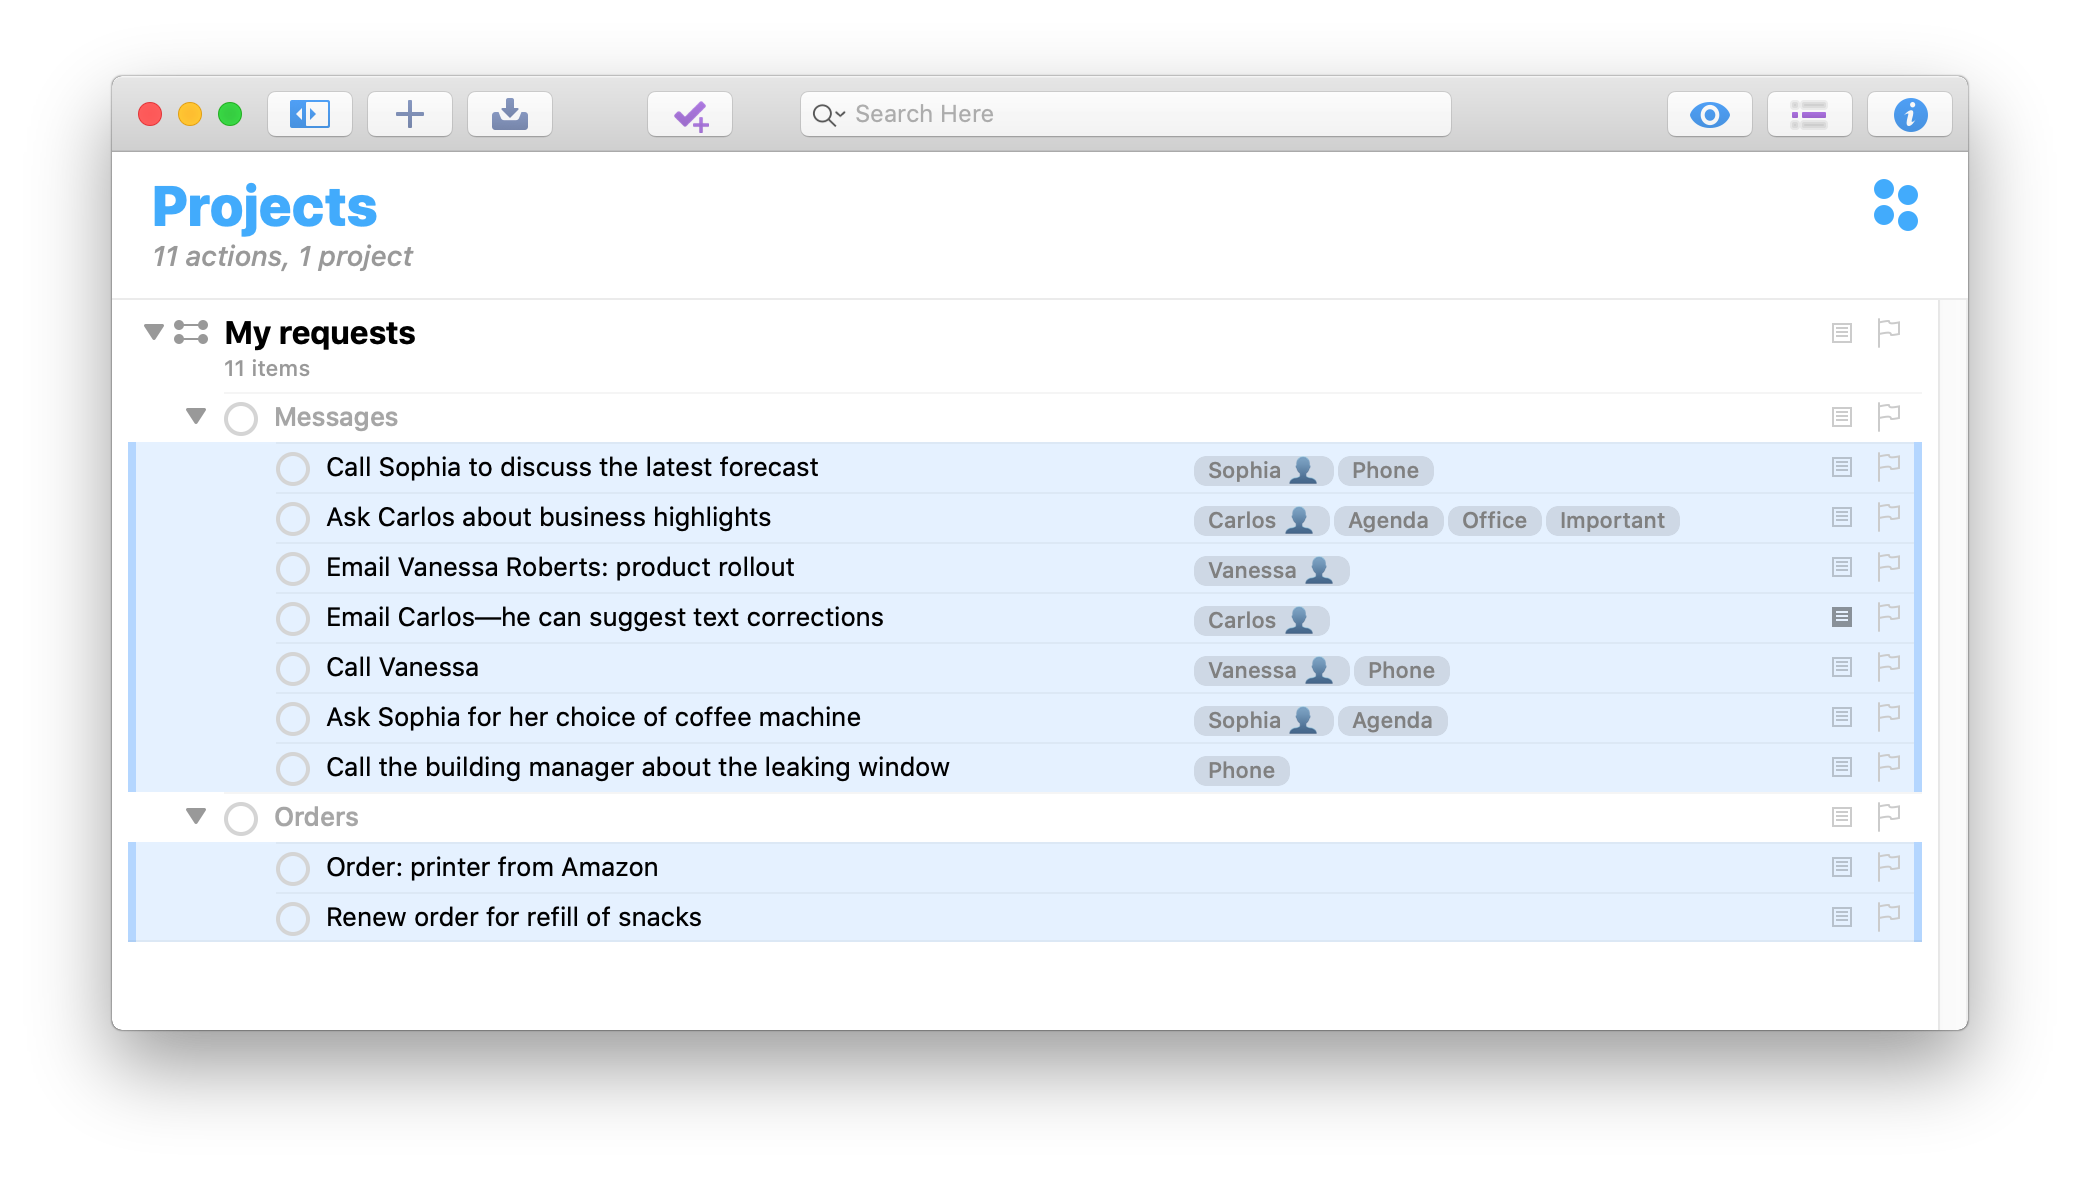 Search Here
Projects
11 actions, 1 project
My requests
11 items
Messages
Call Sophia to discuss the latest forecast Sophia 👤 Phone
Ask Carlos about business highlights Carlos 👤 Agenda Office Important
Email Vanessa Roberts: product rollout Vanessa 👤
Email Carlos—he can suggest text corrections Carlos 👤
Call Vanessa Vanessa 👤 Phone
Ask Sophia for her choice of coffee machine Sophia 👤 Agenda
Call the building manager about the leaking window Phone
Orders
Order: printer from Amazon
Renew order for refill of snacks